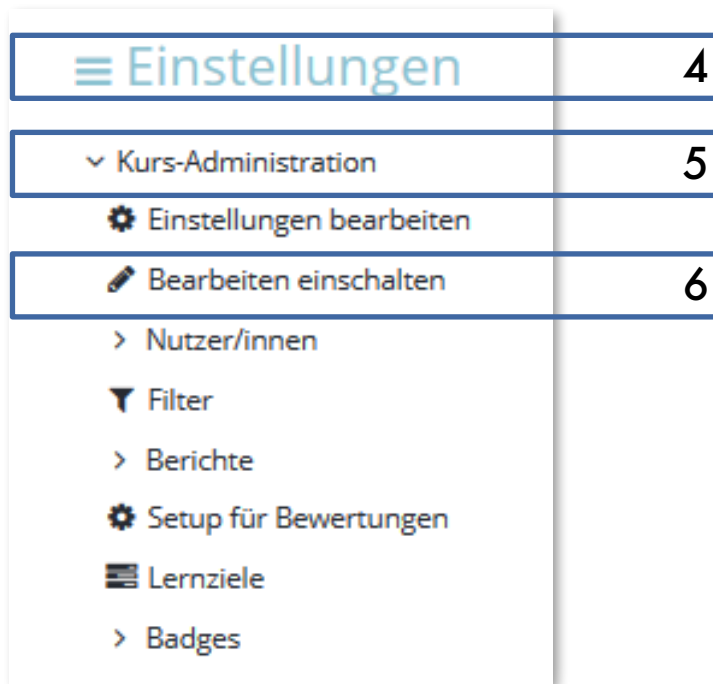 Einstellungen 4
Kurs-Administration 5
Einstellungen bearbeiten
Bearbeiten einschalten 6
Nutzer/innen
Filter
Berichte
Setup für Bewertungen
Lernziele
Badges